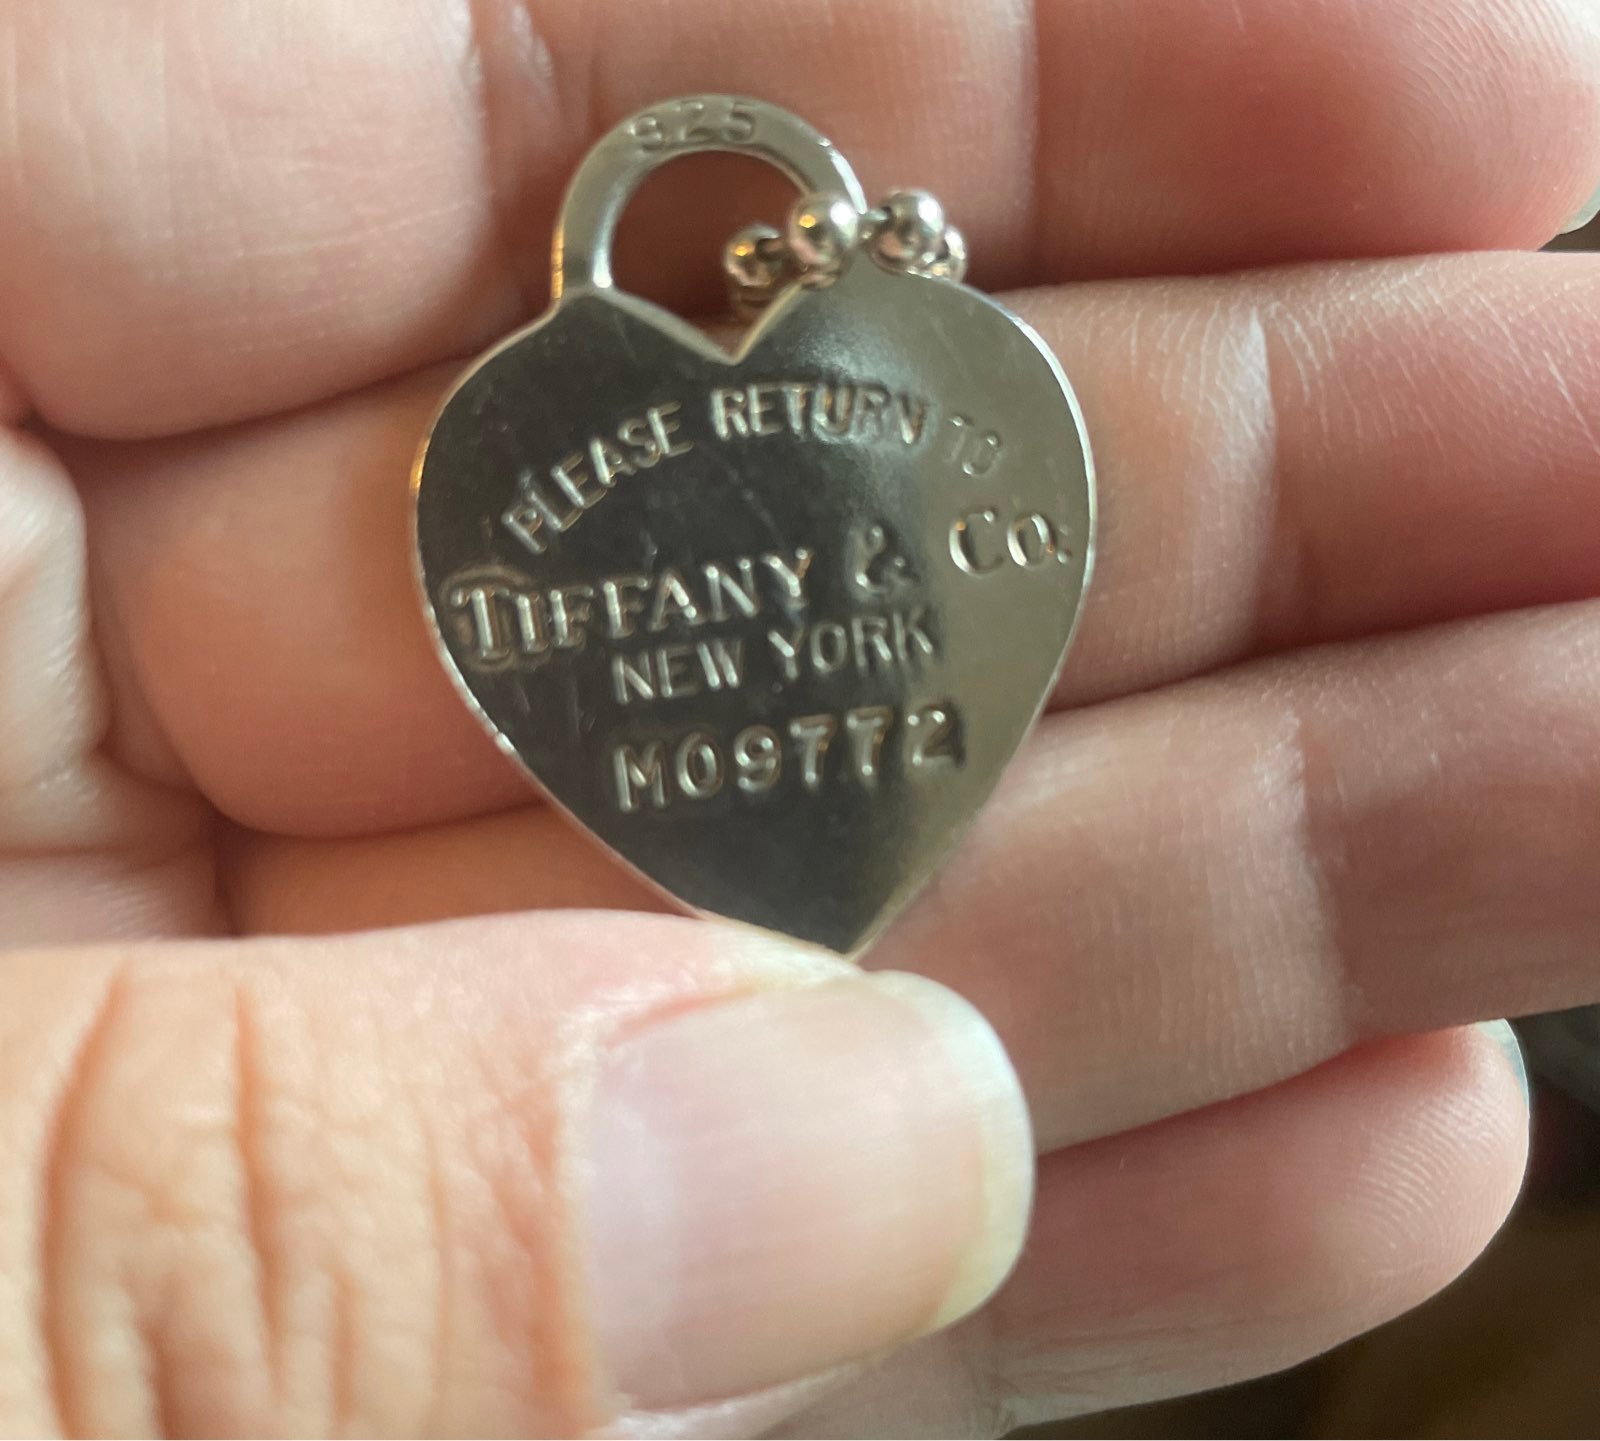 925
PLEASE RETURN TO
TIFFANY & CO.
NEW YORK
M09772